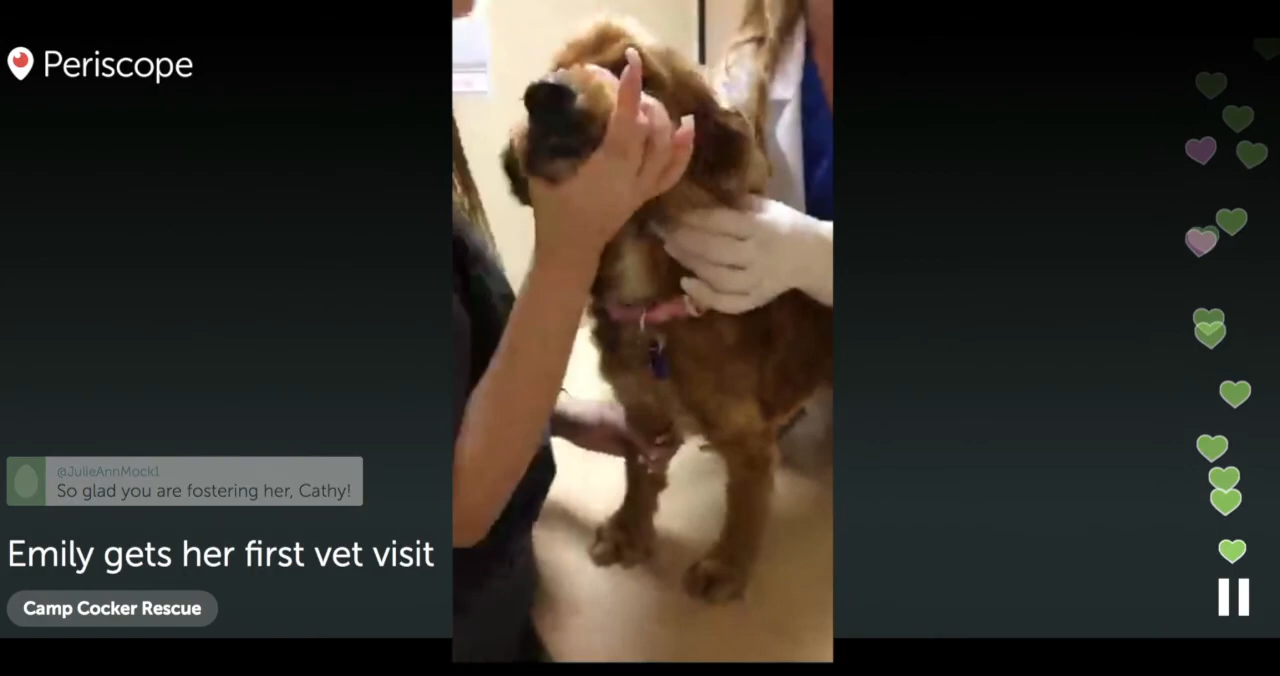 Periscope
@JulieAnnMock1
So glad you are fostering her, Cathy!
Emily gets her first vet visit
Camp Cocker Rescue